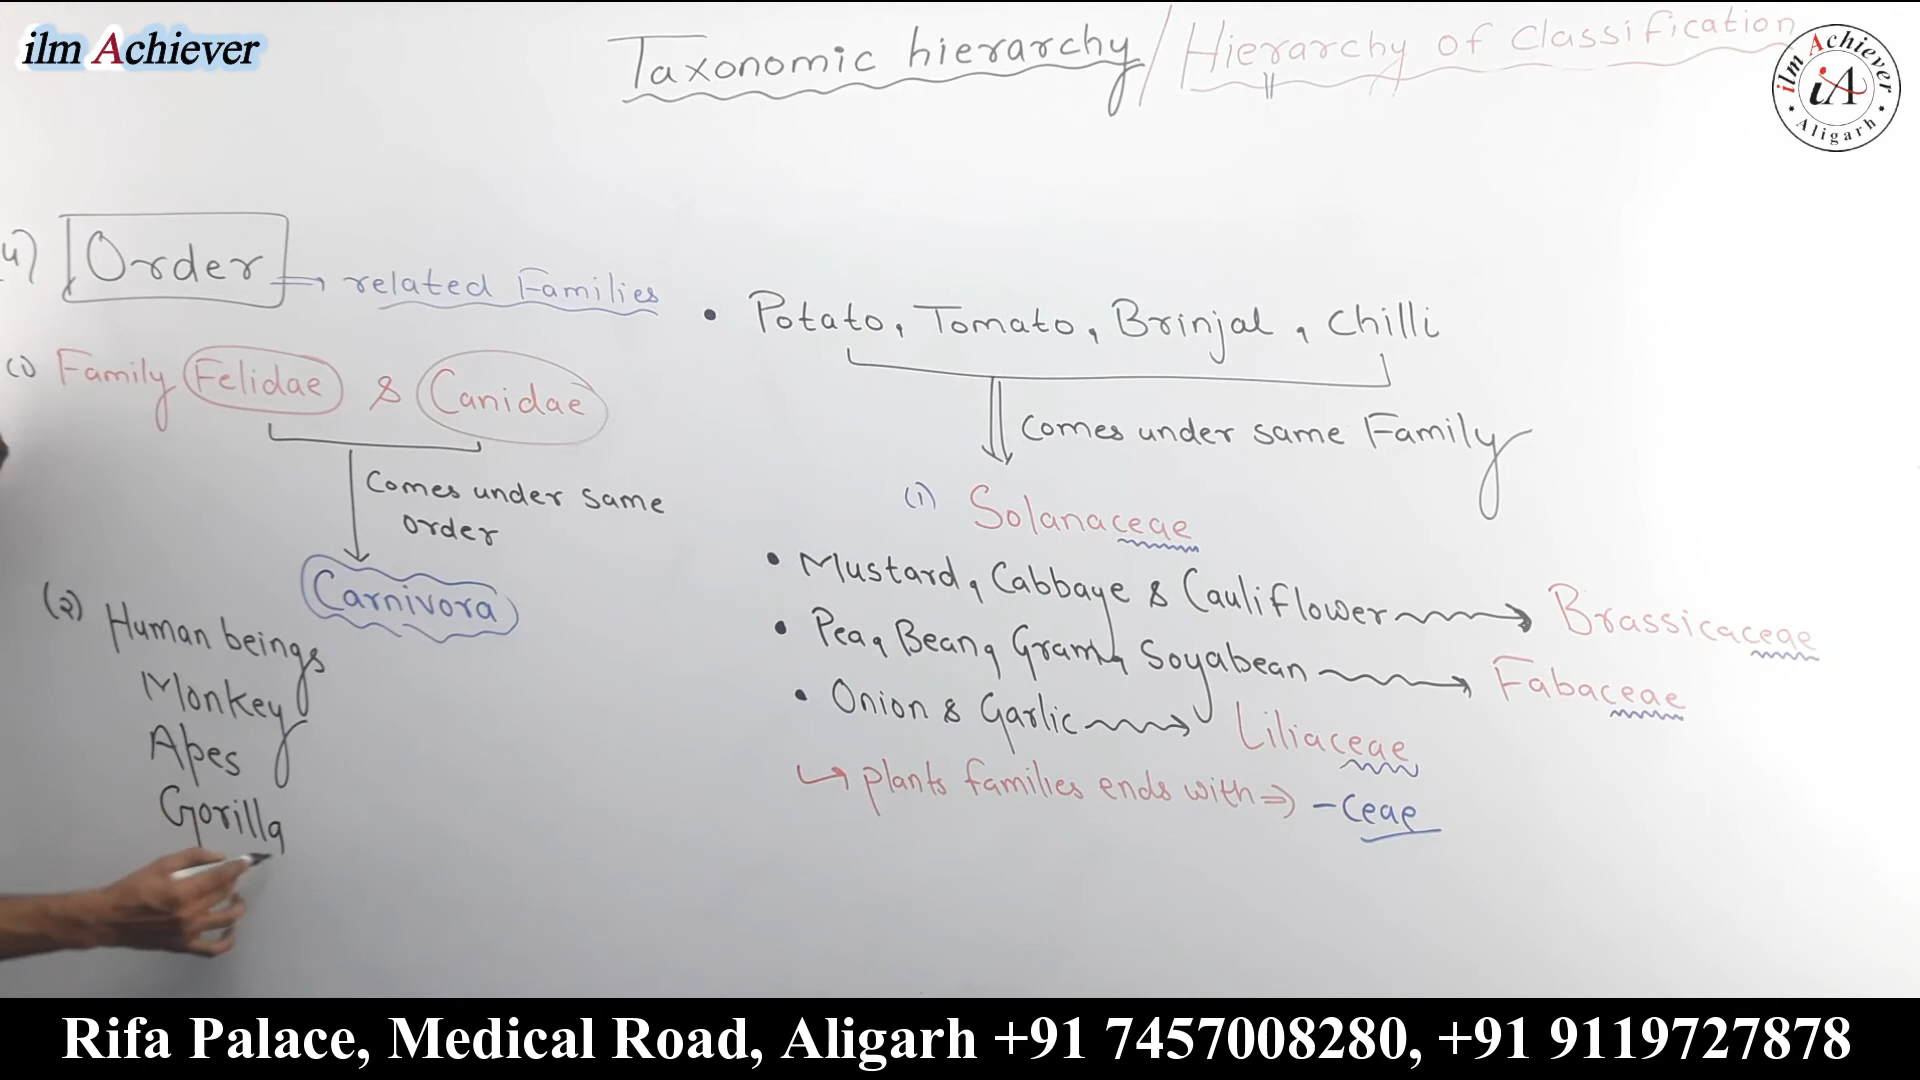 ilm Achiever
Taxonomic hierarchy / Hierarchy of Classification
ilm Achiever
iA
Aligarh
4) Order → related Families
(1) Family Felidae & Canidae
Comes under same
order
Carnivora
(2) Human beings
Monkey
Apes
Gorilla
• Potato, Tomato, Brinjal, Chilli
Comes under same Family
(1) Solanaceae
• Mustard, Cabbage & Cauliflower → Brassicaceae
• Pea, Bean, Gram, Soyabean → Fabaceae
• Onion & Garlic → Liliaceae
↳ plants families ends with ⇒ -Ceae
Rifa Palace, Medical Road, Aligarh +91 7457008280, +91 9119727878